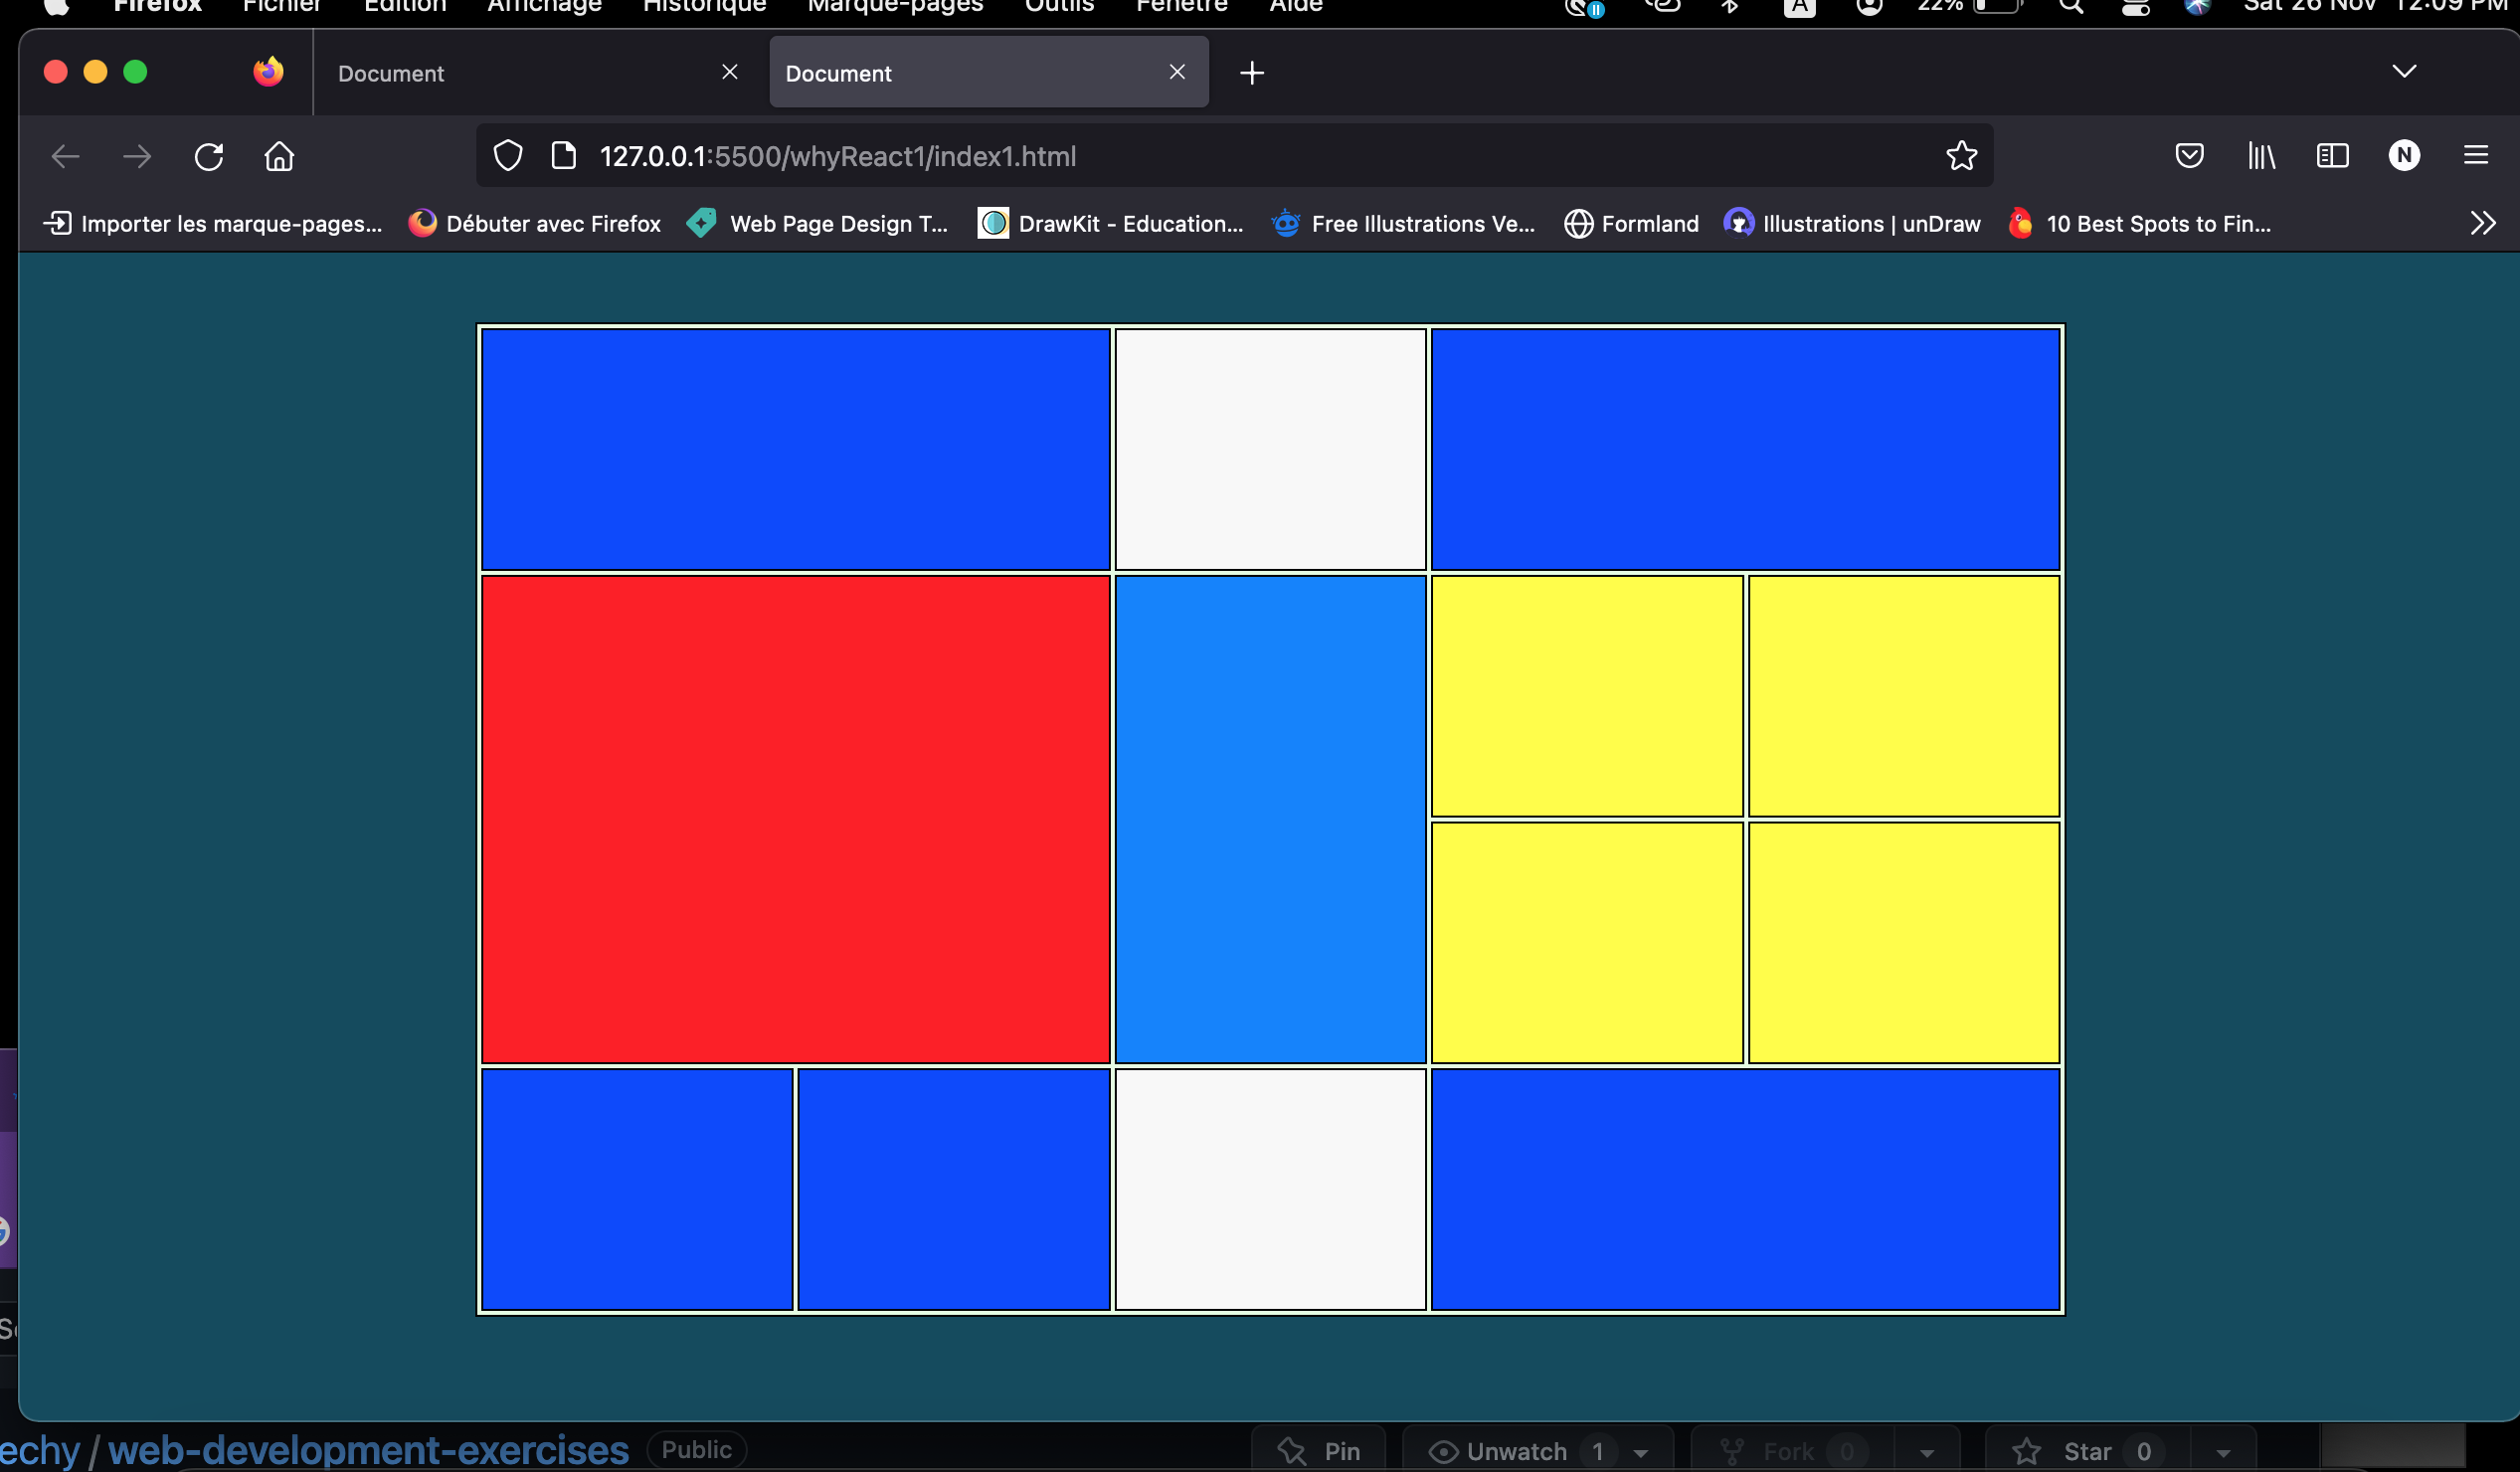 Firefox Fichier Édition Affichage Historique Marque-pages Outils Fenêtre Aide A 22% Sat 26 Nov 12:09 PM
Document Document
127.0.0.1:5500/whyReact1/index1.html N
Importer les marque-pages... Débuter avec Firefox Web Page Design T... DrawKit - Education... Free Illustrations Ve... Formland Illustrations | unDraw 10 Best Spots to Fin...
echy / web-development-exercises Public Pin Unwatch 1 Fork 0 Star 0